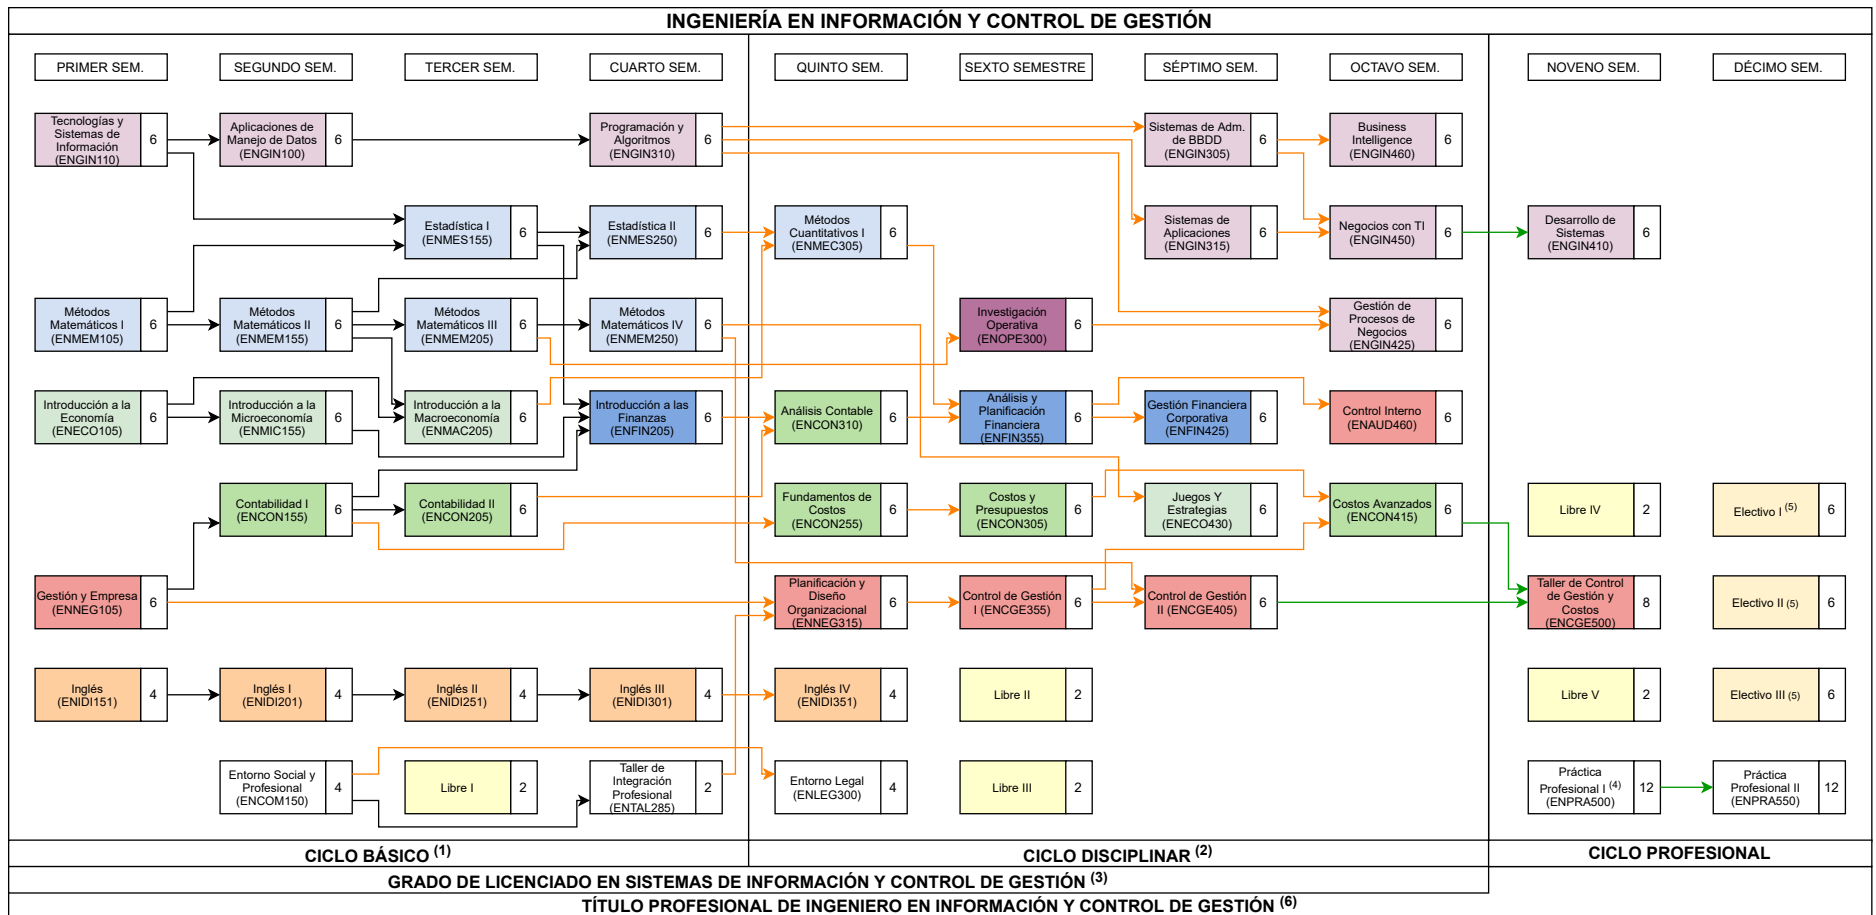 INGENIERÍA EN INFORMACIÓN Y CONTROL DE GESTIÓN
PRIMER SEM.
SEGUNDO SEM.
TERCER SEM.
CUARTO SEM.
QUINTO SEM.
SEXTO SEMESTRE
SÉPTIMO SEM.
OCTAVO SEM.
NOVENO SEM.
DÉCIMO SEM.
Tecnologías y
Sistemas de
Información
(ENGIN110)
6
Aplicaciones de
Manejo de Datos
(ENGIN100)
6
Programación y
Algoritmos
(ENGIN310)
6
Sistemas de Adm.
de BBDD
(ENGIN305)
6
Business
Intelligence
(ENGIN460)
6
Estadística I
(ENMES155)
6
Estadística II
(ENMES250)
6
Métodos
Cuantitativos I
(ENMEC305)
6
Sistemas de
Aplicaciones
(ENGIN315)
6
Negocios con TI
(ENGIN450)
6
Desarrollo de
Sistemas
(ENGIN410)
6
Métodos
Matemáticos I
(ENMEM105)
6
Métodos
Matemáticos II
(ENMEM155)
6
Métodos
Matemáticos III
(ENMEM205)
6
Métodos
Matemáticos IV
(ENMEM250)
6
Investigación
Operativa
(ENOPE300)
6
Gestión de
Procesos de
Negocios
(ENGIN425)
6
Introducción a la
Economía
(ENECO105)
6
Introducción a la
Microeconomía
(ENMIC155)
6
Introducción a la
Macroeconomía
(ENMAC205)
6
Introducción a las
Finanzas
(ENFIN205)
6
Análisis Contable
(ENCON310)
6
Análisis y
Planificación
Financiera
(ENFIN355)
6
Gestión Financiera
Corporativa
(ENFIN425)
6
Control Interno
(ENAUD460)
6
Contabilidad I
(ENCON155)
6
Contabilidad II
(ENCON205)
6
Fundamentos de
Costos
(ENCON255)
6
Costos y
Presupuestos
(ENCON305)
6
Juegos Y
Estrategias
(ENECO430)
6
Costos Avanzados
(ENCON415)
6
Libre IV
2
Electivo I (5)
6
Gestión y Empresa
(ENNEG105)
6
Planificación y
Diseño
Organizacional
(ENNEG315)
6
Control de Gestión
I (ENCGE355)
6
Control de Gestión
II (ENCGE405)
6
Taller de Control
de Gestión y
Costos
(ENCGE500)
8
Electivo II (5)
6
Inglés
(ENIDI151)
4
Inglés I
(ENIDI201)
4
Inglés II
(ENIDI251)
4
Inglés III
(ENIDI301)
4
Inglés IV
(ENIDI351)
4
Libre II
2
Libre V
2
Electivo III (5)
6
Entorno Social y
Profesional
(ENCOM150)
4
Libre I
2
Taller de
Integración
Profesional
(ENTAL285)
2
Entorno Legal
(ENLEG300)
4
Libre III
2
Práctica
Profesional I (4)
(ENPRA500)
12
Práctica
Profesional II
(ENPRA550)
12
CICLO BÁSICO (1)
CICLO DISCIPLINAR (2)
CICLO PROFESIONAL
GRADO DE LICENCIADO EN SISTEMAS DE INFORMACIÓN Y CONTROL DE GESTIÓN (3)
TÍTULO PROFESIONAL DE INGENIERO EN INFORMACIÓN Y CONTROL DE GESTIÓN (6)